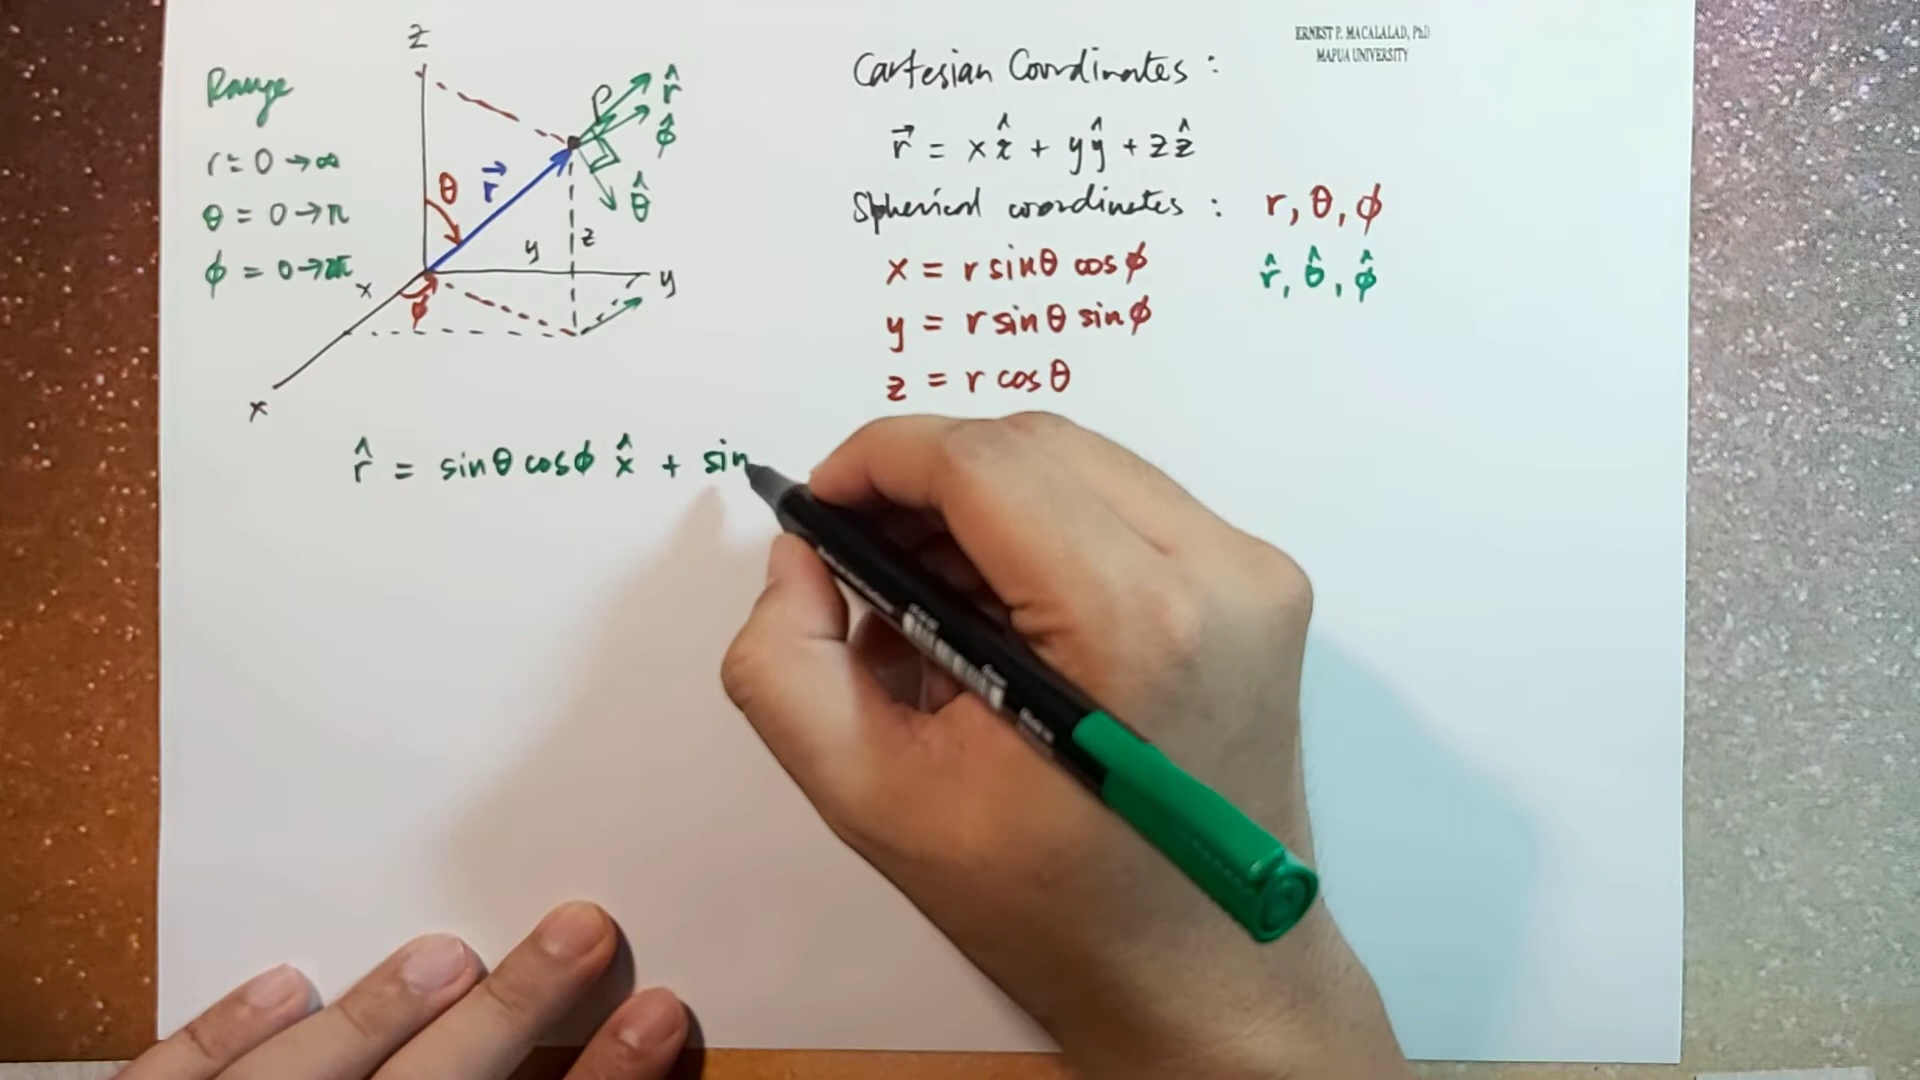 ERNEST P. MACALALAD, PhD
MAPUA UNIVERSITY
Range
r = 0 → ∞
θ = 0 → π
ϕ = 0 → 2π
z
P
r̂
ϕ̂
θ̂
θ
r⃗
z
y
y
x
ϕ
x
Cartesian Coordinates :
r⃗ = x x̂ + y ŷ + z ẑ
Spherical coordinates : r, θ, ϕ
x = r sinθ cosϕ r̂, θ̂, ϕ̂
y = r sinθ sinϕ
z = r cosθ
r̂ = sinθ cosϕ x̂ + sin